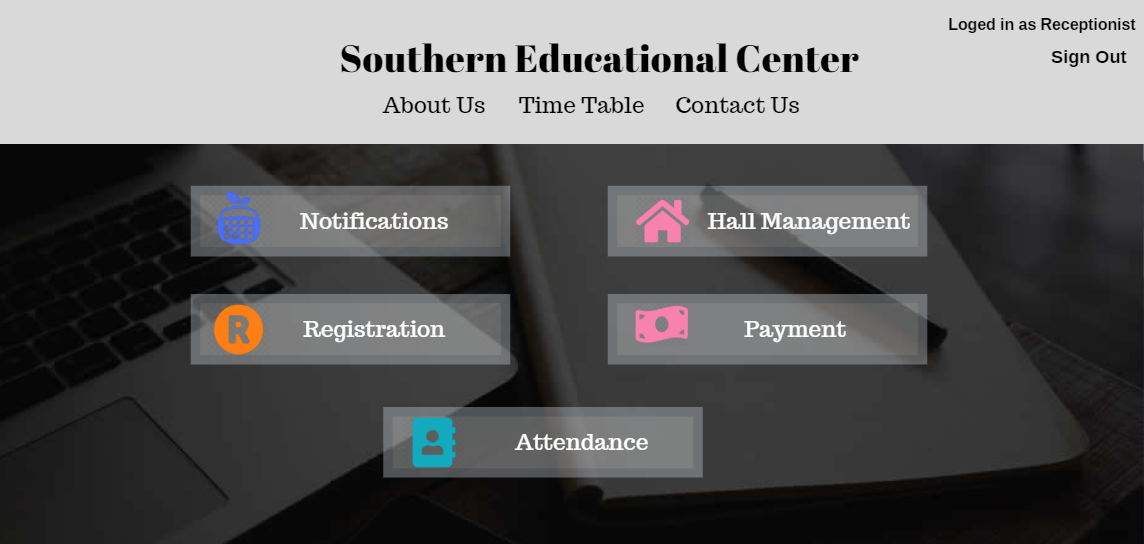 Loged in as Receptionist
Southern Educational Center
Sign Out
About Us Time Table Contact Us
Notifications Hall Management
R Registration Payment
Attendance